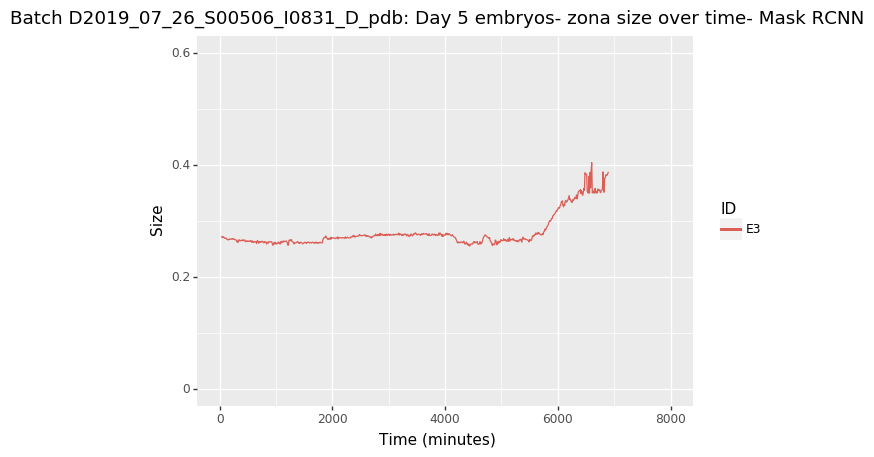 Batch D2019_07_26_S00506_I0831_D_pdb: Day 5 embryos- zona size over time- Mask RCNN
0.6
0.4
0.2
0
Size
0
2000
4000
6000
8000
Time (minutes)
ID
E3